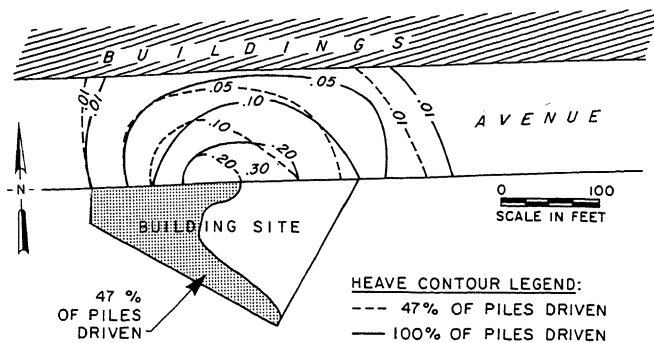 BUILDINGS
.01
.01
.05
.05
.10
.10
.20
.20
.30
.01
.01
AVENUE
N
0 100
SCALE IN FEET
BUILDING SITE
47 %
OF PILES
DRIVEN
HEAVE CONTOUR LEGEND:
47% OF PILES DRIVEN
100% OF PILES DRIVEN